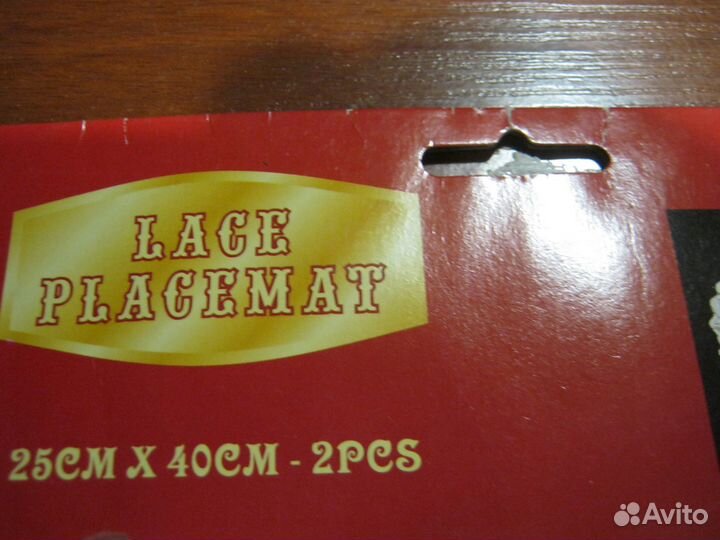 LACE
PLACEMAT
25CM X 40CM - 2PCS
Avito